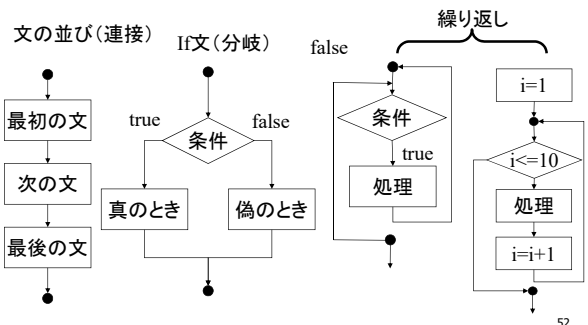 文の並び（連接）
最初の文
次の文
最後の文
If文（分岐）
true
false
条件
真のとき
偽のとき
繰り返し
false
条件
true
処理
i=1
i<=10
処理
i=i+1
52